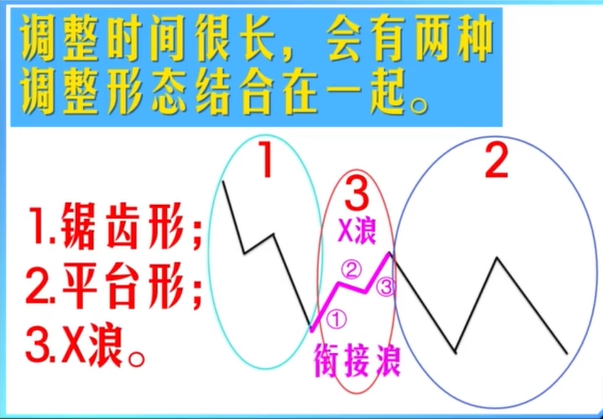 调整时间很长，会有两种
调整形态结合在一起。
1
2
3
X浪
1.锯齿形；
②
③
2.平台形；
①
3.X浪。
衔接浪